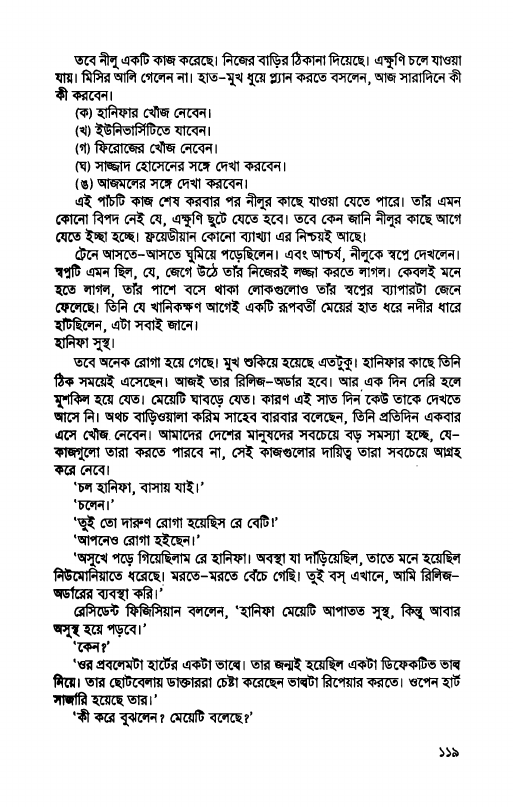 তবে নীলু একটি কাজ করেছে। নিজের বাড়ির ঠিকানা দিয়েছে। এক্ষুণি চলে যাওয়া
যায়। মিসির আলি গেলেন না। হাত-মুখ ধুয়ে প্ল্যান করতে বসলেন, আজ সারাদিনে কী
কী করবেন।
(ক) হানিফার খোঁজ নেবেন।
(খ) ইউনিভার্সিটিতে যাবেন।
(গ) ফিরোজের খোঁজ নেবেন।
(ঘ) সাজ্জাদ হোসেনের সঙ্গে দেখা করবেন।
(ঙ) আজমলের সঙ্গে দেখা করবেন।
এই পাঁচটি কাজ শেষ করবার পর নীলুর কাছে যাওয়া যেতে পারে। তাঁর এমন
কোনো বিপদ নেই যে, এক্ষুণি ছুটে যেতে হবে। তবে কেন জানি নীলুর কাছে আগে
যেতে ইচ্ছা হচ্ছে। ফ্রয়েডীয়ান কোনো ব্যাখ্যা এর নিশ্চয়ই আছে।
ট্রেনে আসতে-আসতে ঘুমিয়ে পড়েছিলেন। এবং আশ্চর্য, নীলুকে স্বপ্নে দেখলেন।
স্বপ্নটি এমন ছিল, যে, জেগে উঠে তাঁর নিজেরই লজ্জা করতে লাগল। কেবলই মনে
হতে লাগল, তাঁর পাশে বসে থাকা লোকগুলোও তাঁর স্বপ্নের ব্যাপারটা জেনে
ফেলেছে। তিনি যে খানিকক্ষণ আগেই একটি রূপবতী মেয়ের হাত ধরে নদীর ধারে
হাঁটছিলেন, এটা সবাই জানে।
হানিফা সুস্থ।
তবে অনেক রোগা হয়ে গেছে। মুখ শুকিয়ে হয়েছে এতটুকু। হানিফার কাছে তিনি
ঠিক সময়েই এসেছেন। আজই তার রিলিজ-অর্ডার হবে। আর এক দিন দেরি হলে
মুশকিল হয়ে যেত। মেয়েটি ঘাবড়ে যেত। কারণ এই সাত দিন কেউ তাকে দেখতে
আসে নি। অথচ বাড়িওয়ালা করিম সাহেব বারবার বলেছেন, তিনি প্রতিদিন একবার
এসে খোঁজ নেবেন। আমাদের দেশের মানুষদের সবচেয়ে বড় সমস্যা হচ্ছে, যে-
কাজগুলো তারা করতে পারবে না, সেই কাজগুলোর দায়িত্ব তারা সবচেয়ে আগ্রহ
করে নেবে।
‘চল হানিফা, বাসায় যাই।’
‘চলেন।’
‘তুই তো দারুণ রোগা হয়েছিস রে বেটি।’
‘আপনেও রোগা হইছেন।’
‘অসুখে পড়ে গিয়েছিলাম রে হানিফা। অবস্থা যা দাঁড়িয়েছিল, তাতে মনে হয়েছিল
নিউমোনিয়াতে ধরেছে। মরতে-মরতে বেঁচে গেছি। তুই বস্ এখানে, আমি রিলিজ-
অর্ডারের ব্যবস্থা করি।’
রেসিডেন্ট ফিজিসিয়ান বললেন, ‘হানিফা মেয়েটি আপাতত সুস্থ, কিন্তু আবার
অসুস্থ হয়ে পড়বে।’
‘কেন?’
‘ওর প্রবলেমটা হার্টের একটা ভাল্বে। তার জন্মই হয়েছিল একটা ডিফেকটিভ ভাল্ব
নিয়ে। তার ছোটবেলায় ডাক্তাররা চেষ্টা করেছেন ভাল্বটা রিপেয়ার করতে। ওপেন হার্ট
সার্জারি হয়েছে তার।’
‘কী করে বুঝলেন? মেয়েটি বলেছে?’
১১৯